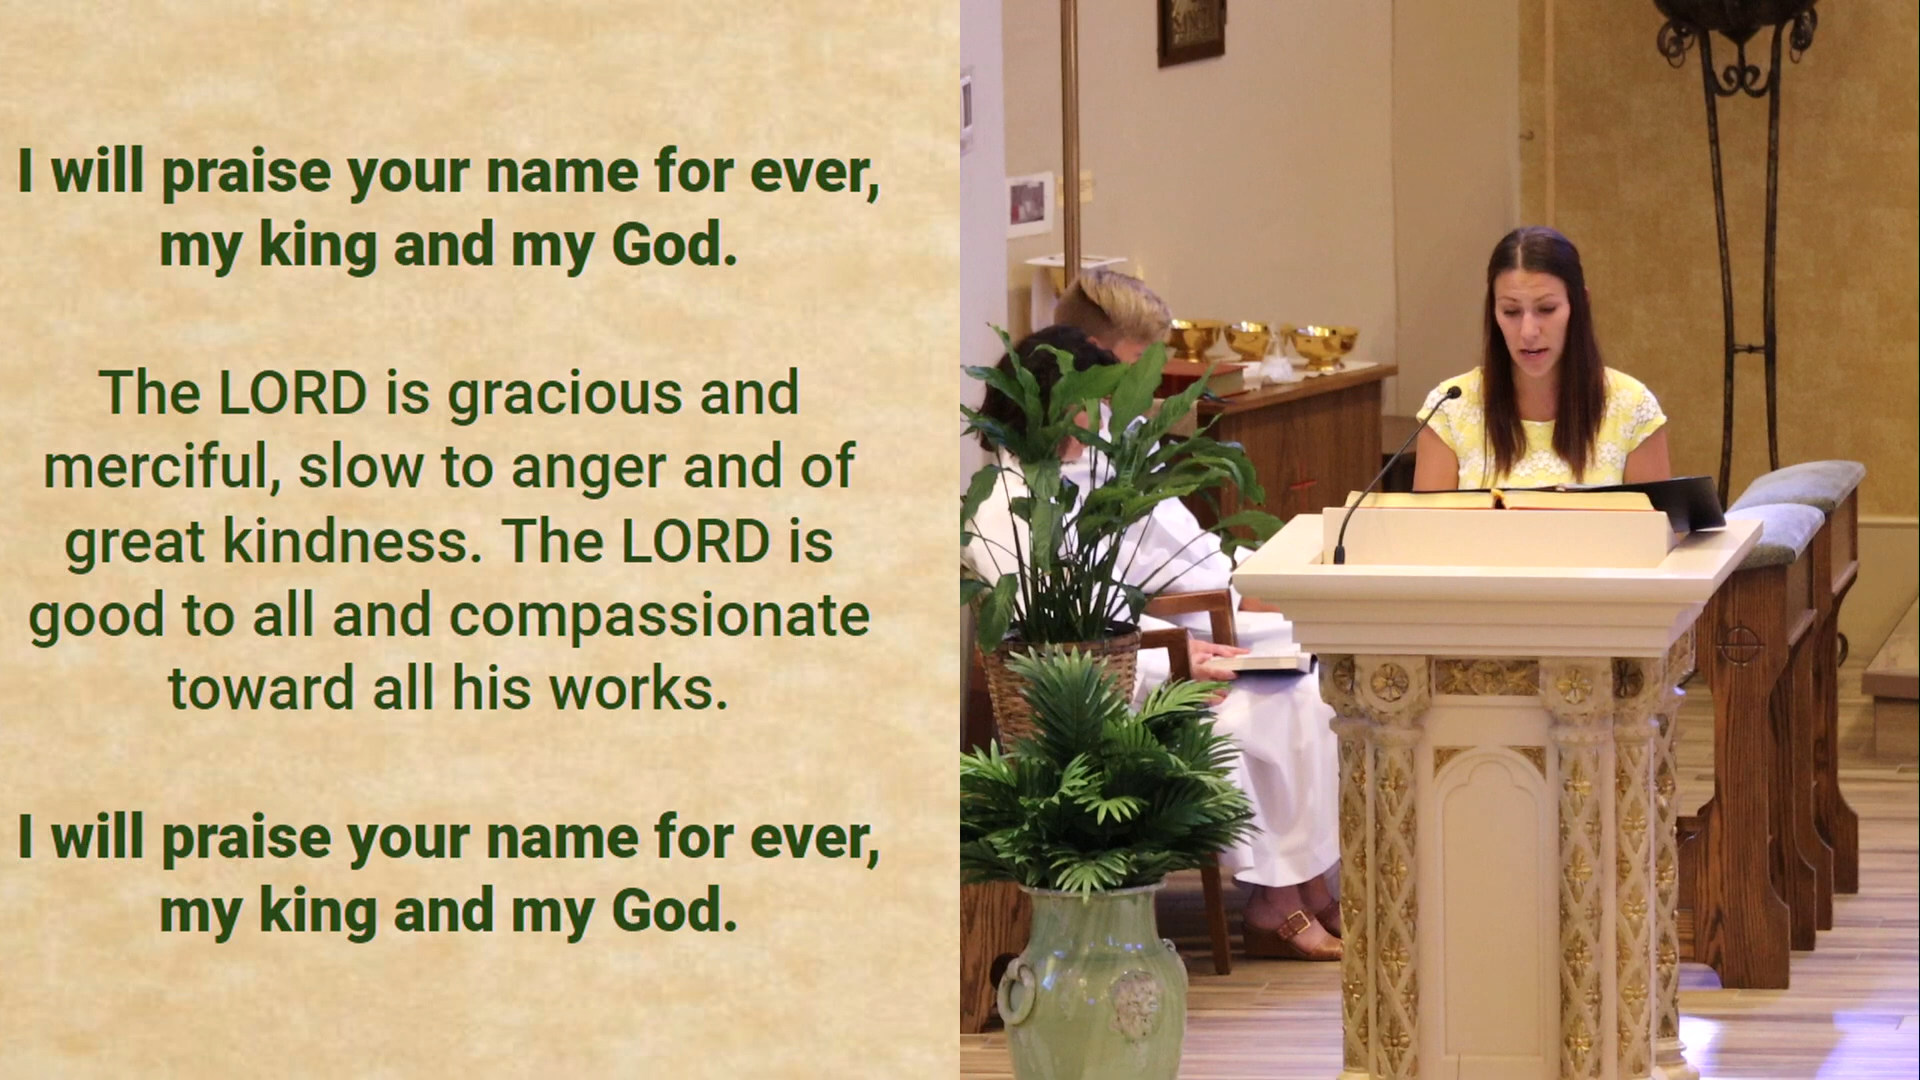 I will praise your name for ever,
my king and my God.
The LORD is gracious and
merciful, slow to anger and of
great kindness. The LORD is
good to all and compassionate
toward all his works.
I will praise your name for ever,
my king and my God.